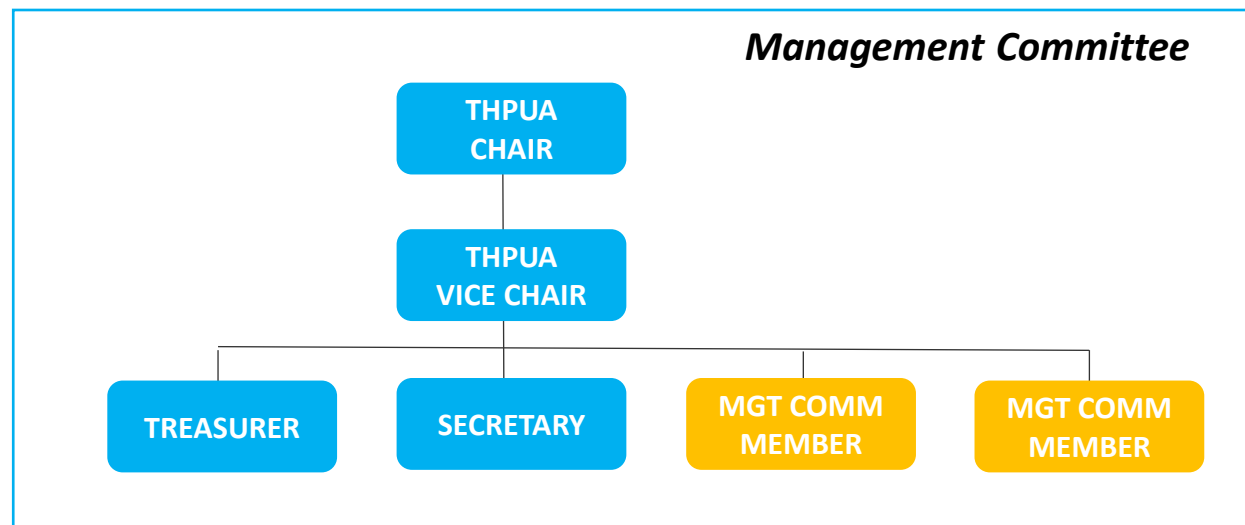 Management Committee
THPUA
CHAIR
THPUA
VICE CHAIR
TREASURER
SECRETARY
MGT COMM
MEMBER
MGT COMM
MEMBER